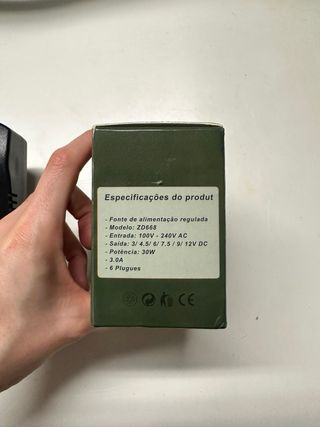 Especificações do produt
- Fonte de alimentação regulada
- Modelo: ZD668
- Entrada: 100V - 240V AC
- Saída: 3/ 4.5/ 6/ 7.5 / 9/ 12V DC
- Potência: 30W
- 3.0A
- 6 Plugues
CE